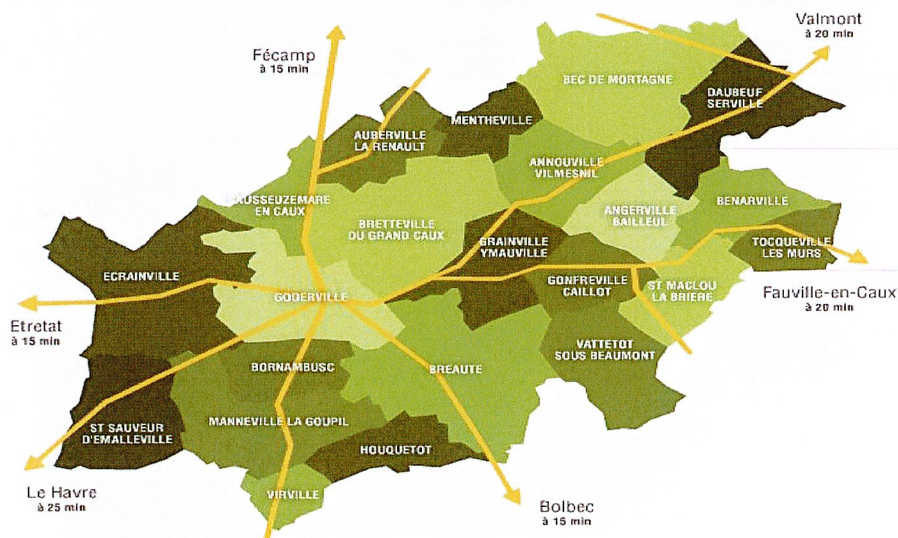 Valmont
à 20 min
Fécamp
à 15 min
BEC DE MORTAGNE
DAUBEUF
SERVILLE
MENTHEVILLE
AUBERVILLE
LA RENAULT
ANNOUVILLE
VILMESNIL
AUSSEUZEMARE
EN CAUX
BRETTEVILLE
DU GRAND CAUX
ANGERVILLE
BAILLEUL
BENARVILLE
GRAINVILLE
YMAUVILLE
TOCQUEVILLE
LES MURS
ECRAINVILLE
GONFREVILLE
CAILLOT
ST MACLOU
LA BRIERE
GODERVILLE
Fauville-en-Caux
à 20 min
Etretat
à 15 min
VATTETOT
SOUS BEAUMONT
BORNAMBUSC
BREAUTE
MANNEVILLE LA GOUPIL
ST SAUVEUR
D'EMALLEVILLE
HOUQUETOT
Le Havre
à 25 min
VIRVILLE
Bolbec
à 15 min